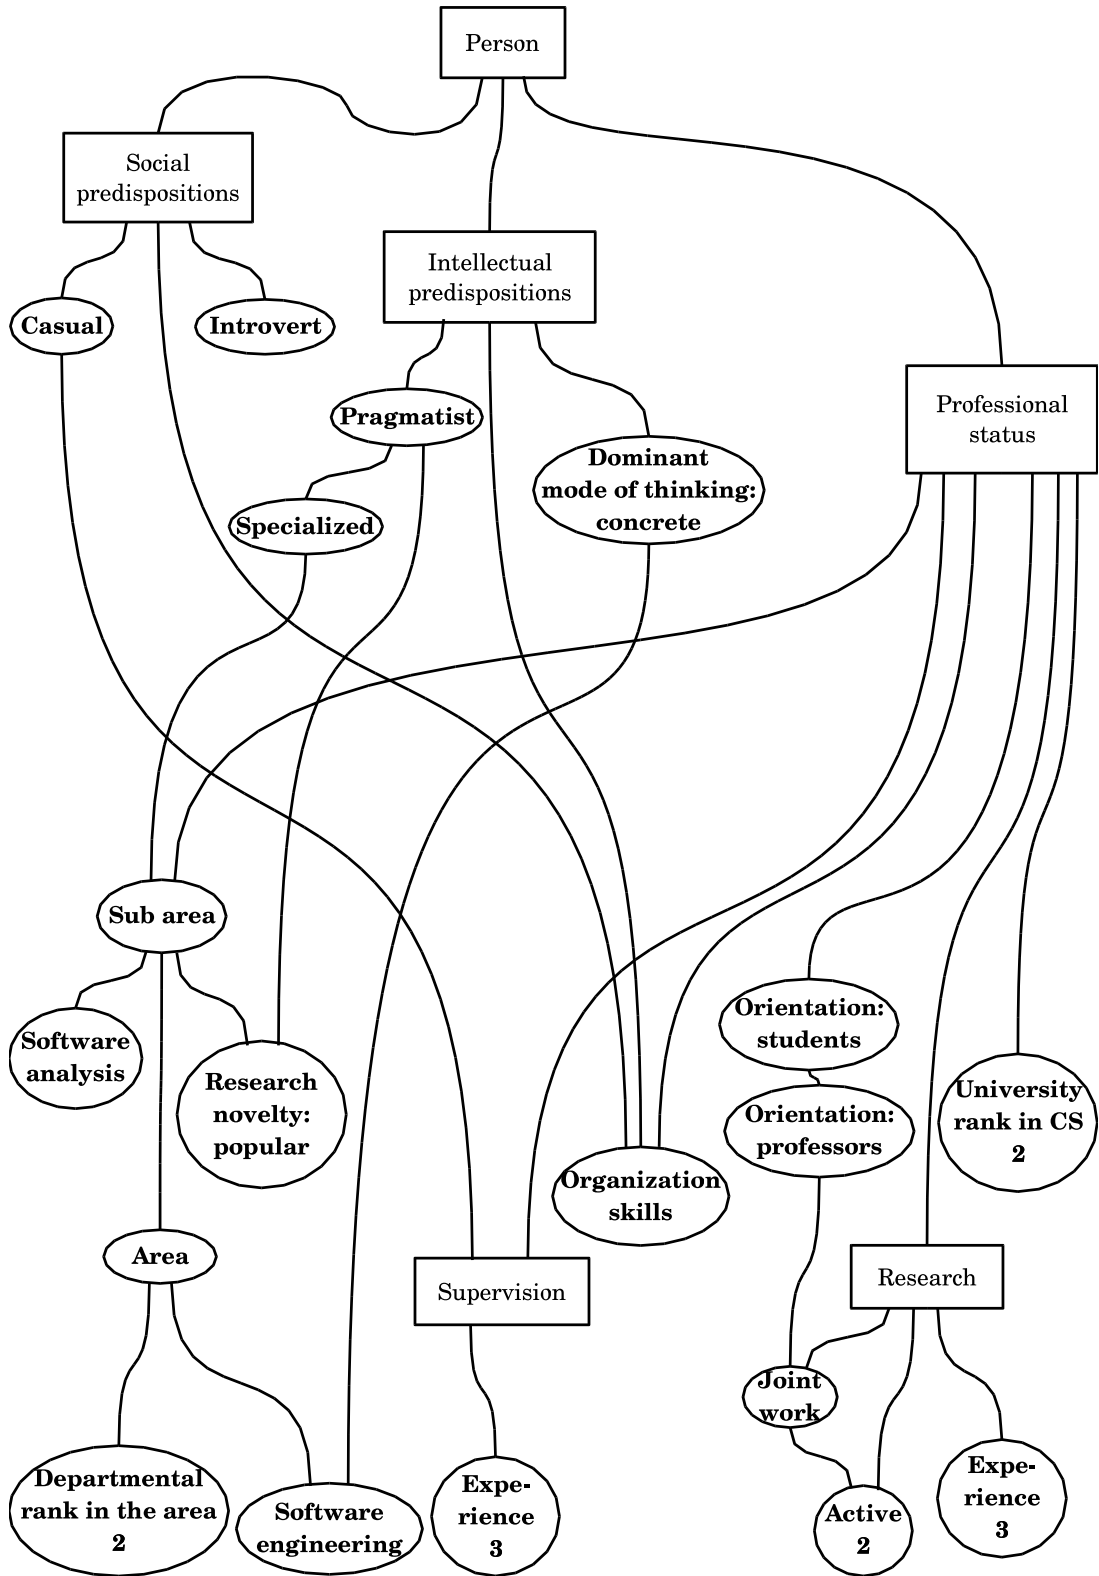 Person
Social
predispositions
Intellectual
predispositions
Casual
Introvert
Professional
status
Pragmatist
Dominant
mode of thinking:
concrete
Specialized
Sub area
Software
analysis
Research
novelty:
popular
Orientation:
students
Orientation:
professors
University
rank in CS
2
Organization
skills
Area
Supervision
Research
Joint
work
Departmental
rank in the area
2
Software
engineering
Expe-
rience
3
Active
2
Expe-
rience
3